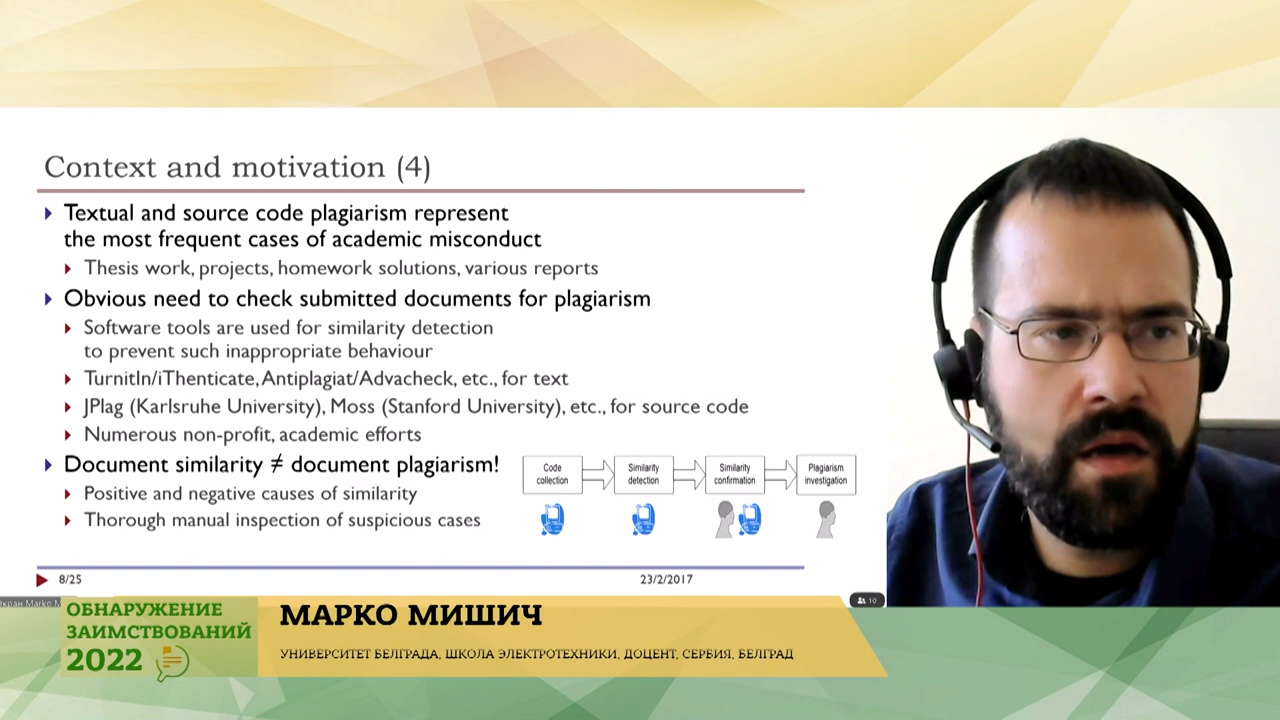 Context and motivation (4)
Textual and source code plagiarism represent
the most frequent cases of academic misconduct
Thesis work, projects, homework solutions, various reports
Obvious need to check submitted documents for plagiarism
Software tools are used for similarity detection
to prevent such inappropriate behaviour
TurnitIn/iThenticate, Antiplagiat/Advacheck, etc., for text
JPlag (Karlsruhe University), Moss (Stanford University), etc., for source code
Numerous non-profit, academic efforts
Document similarity ≠ document plagiarism!
Positive and negative causes of similarity
Thorough manual inspection of suspicious cases
Code
collection
Similarity
detection
Similarity
confirmation
Plagiarism
investigation
8/25
23/2/2017
Marko
10
ОБНАРУЖЕНИЕ
ЗАИМСТВОВАНИЙ
2022
МАРКО МИШИЧ
УНИВЕРСИТЕТ БЕЛГРАДА, ШКОЛА ЭЛЕКТРОТЕХНИКИ, ДОЦЕНТ, СЕРБИЯ, БЕЛГРАД